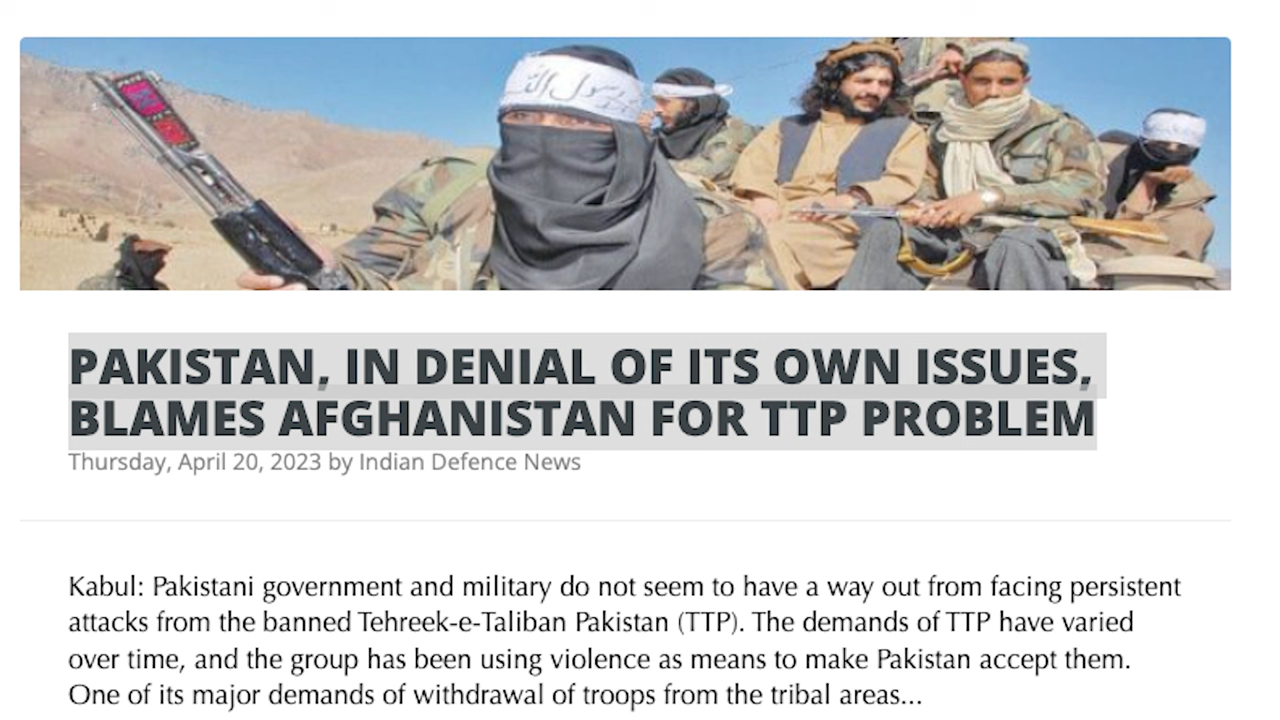 رسول الله
PAKISTAN, IN DENIAL OF ITS OWN ISSUES,
BLAMES AFGHANISTAN FOR TTP PROBLEM
Thursday, April 20, 2023 by Indian Defence News
Kabul: Pakistani government and military do not seem to have a way out from facing persistent
attacks from the banned Tehreek-e-Taliban Pakistan (TTP). The demands of TTP have varied
over time, and the group has been using violence as means to make Pakistan accept them.
One of its major demands of withdrawal of troops from the tribal areas...